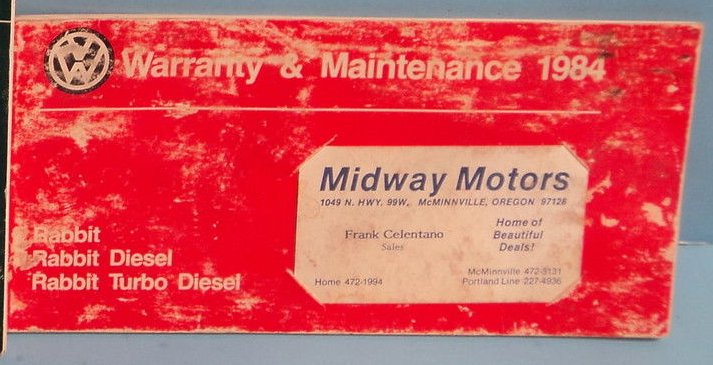 Warranty & Maintenance 1984
Midway Motors
1049 N. HWY. 99W, McMINNVILLE, OREGON 97128
Frank Celentano
Sales
Home of
Beautiful
Deals!
Home 472-1994
McMinnville 472-3131
Portland Line 227-4936
Rabbit
Rabbit Diesel
Rabbit Turbo Diesel